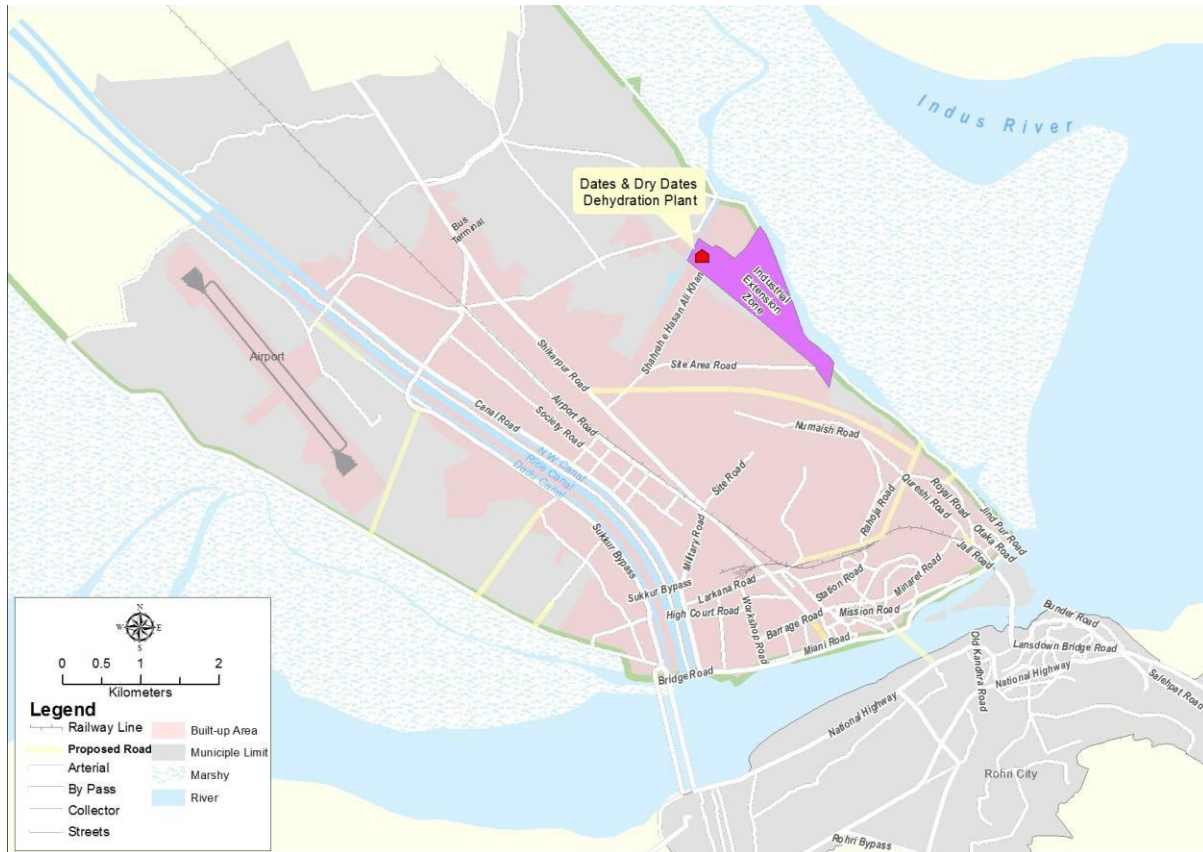 Indus River
Dates & Dry Dates
Dehydration Plant
Bus
Terminal
Industrial
Extension
Zone
Shahrah e Hasan Ali Khan
Airport
Shikarpur Road
Site Area Road
Airport Road
Society Road
Canal Road
Numaish Road
N.W Canal
Rice Canal
Dadu Canal
Site Road
Royal Road
Qureshi Road
Rahoja Road
Jind Pur Road
Otaka Road
Jail Road
Military Road
Sukkur Bypass
Sukkur Bypass
Larkana Road
Station Road
Minaret Road
High Court Road
Workshop Road
Barrage Road
Mission Road
Miani Road
Bridge Road
Bunder Road
Old Kandhra Road
Lansdown Bridge Road
National Highway
Salehpat Road
National Highway
Rohri City
Rohri Bypass
N
W E
S
0 0.5 1 2
Kilometers
Legend
Railway Line
Proposed Road
Arterial
By Pass
Collector
Streets
Built-up Area
Municiple Limit
Marshy
River